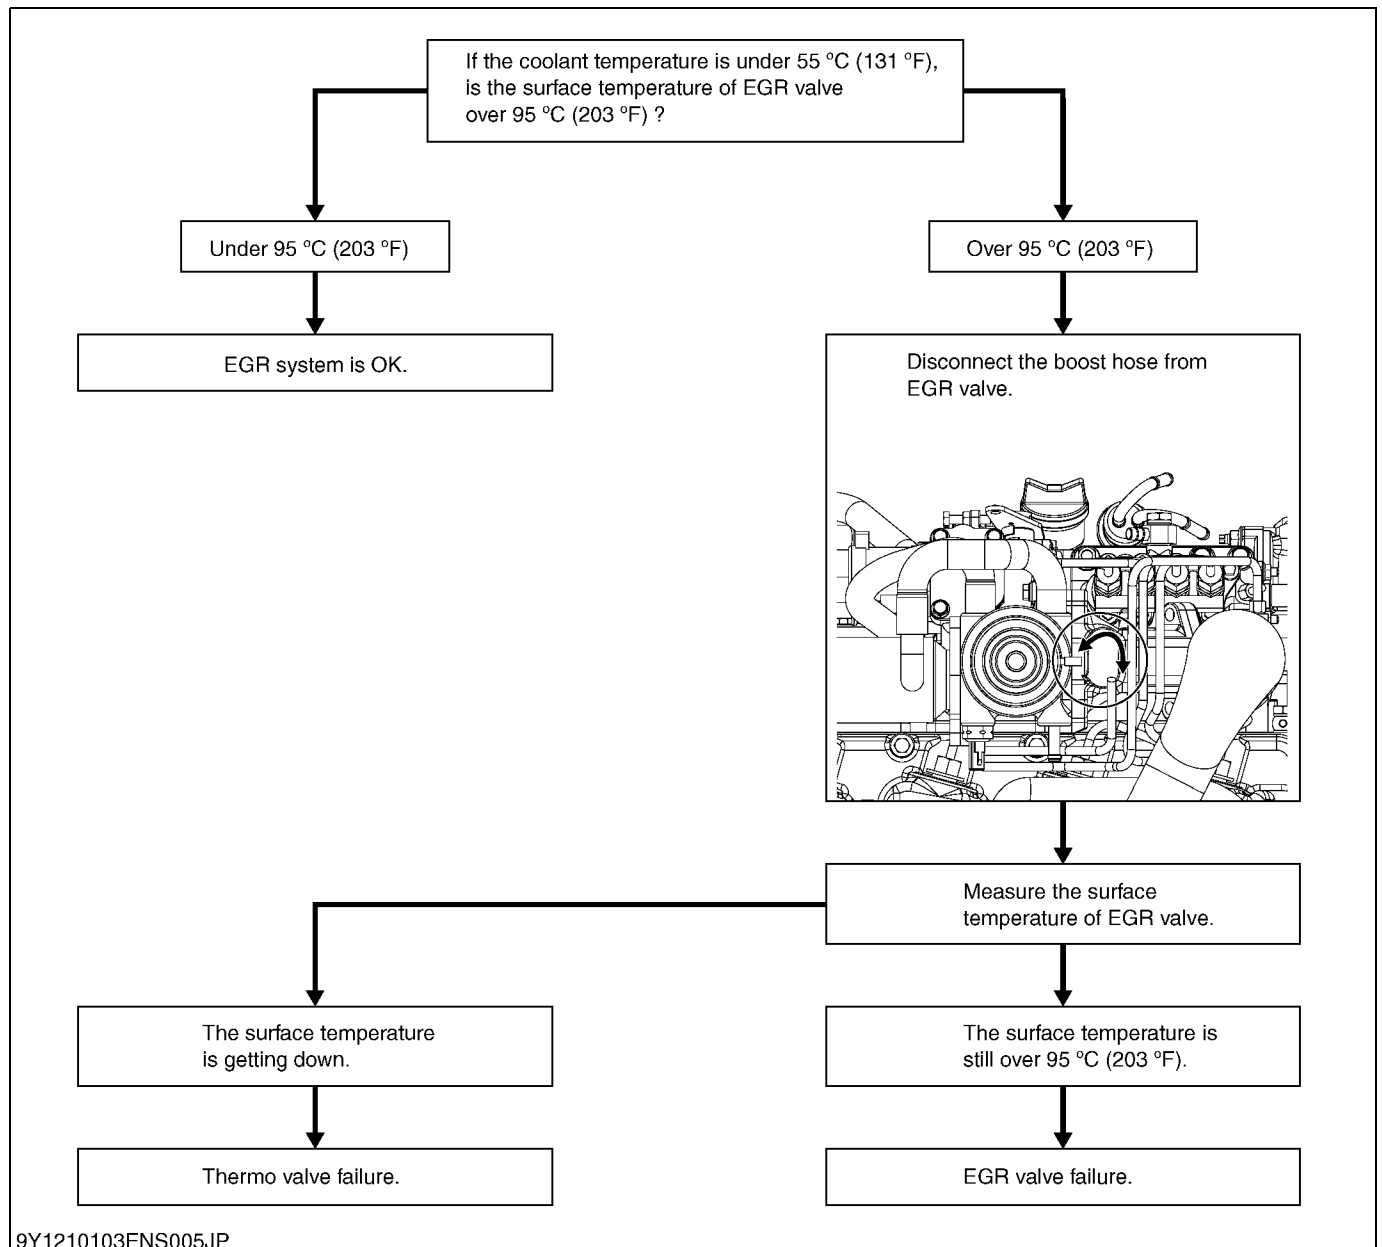 If the coolant temperature is under 55 °C (131 °F),
is the surface temperature of EGR valve
over 95 °C (203 °F) ?
Under 95 °C (203 °F)
Over 95 °C (203 °F)
EGR system is OK.
Disconnect the boost hose from
EGR valve.
Measure the surface
temperature of EGR valve.
The surface temperature
is getting down.
The surface temperature is
still over 95 °C (203 °F).
Thermo valve failure.
EGR valve failure.
9Y1210103ENS005JP